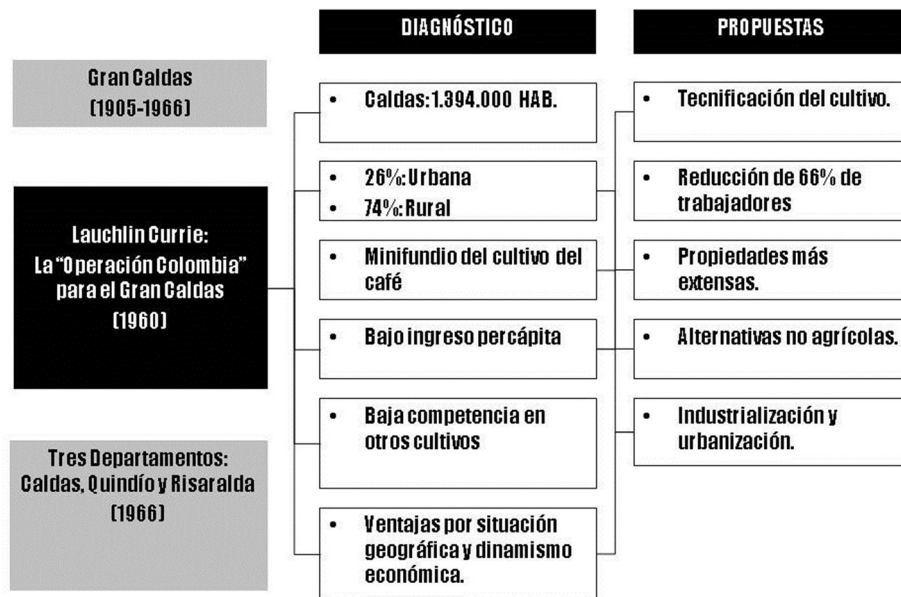 Gran Caldas
(1905-1966)
Lauchlin Currie:
La “Operación Colombia”
para el Gran Caldas
(1960)
Tres Departamentos:
Caldas, Quindío y Risaralda
(1966)
DIAGNÓSTICO
• Caldas:1.394.000 HAB.
• 26%:Urbana
• 74%:Rural
• Minifundio del cultivo del
café
• Bajo ingreso percápita
• Baja competencia en
otros cultivos
• Ventajas por situación
geográfica y dinamismo
económica.
PROPUESTAS
• Tecnificación del cultivo.
• Reducción de 66% de
trabajadores
• Propiedades más
extensas.
• Alternativas no agrícolas.
• Industrialización y
urbanización.